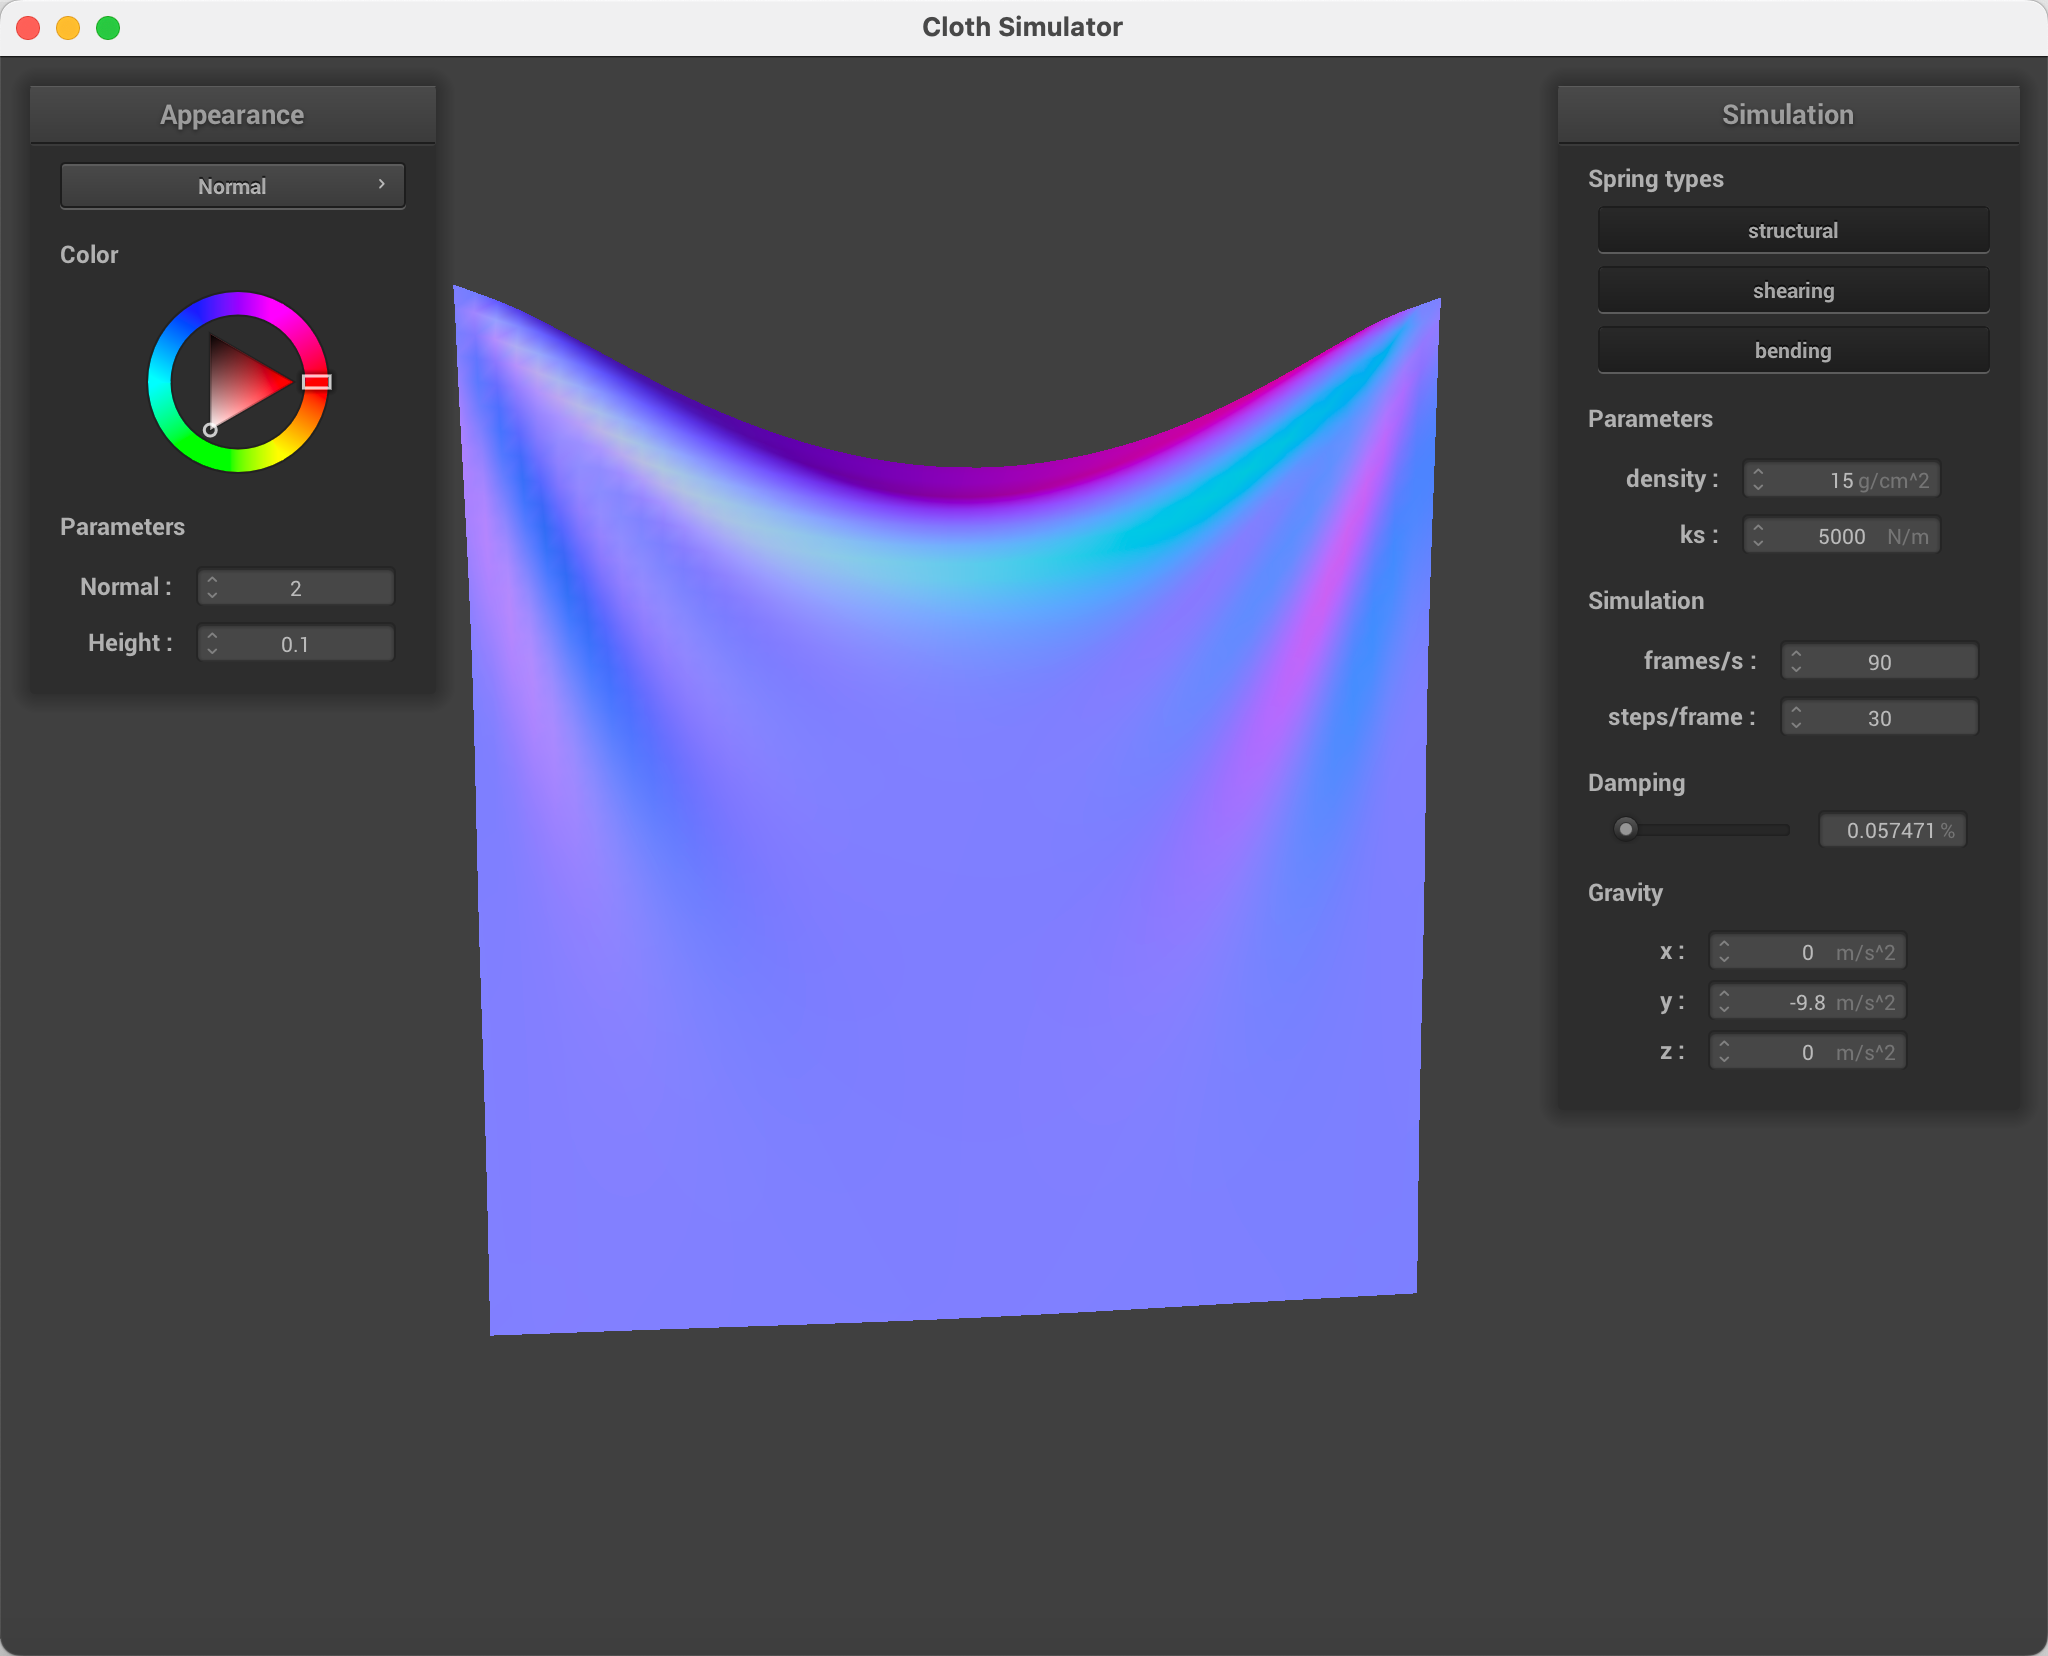 Cloth Simulator
Appearance
Normal
Color
Parameters
Normal : 2
Height : 0.1
Simulation
Spring types
structural
shearing
bending
Parameters
density : 15 g/cm^2
ks : 5000 N/m
Simulation
frames/s : 90
steps/frame : 30
Damping
0.057471 %
Gravity
x : 0 m/s^2
y : -9.8 m/s^2
z : 0 m/s^2